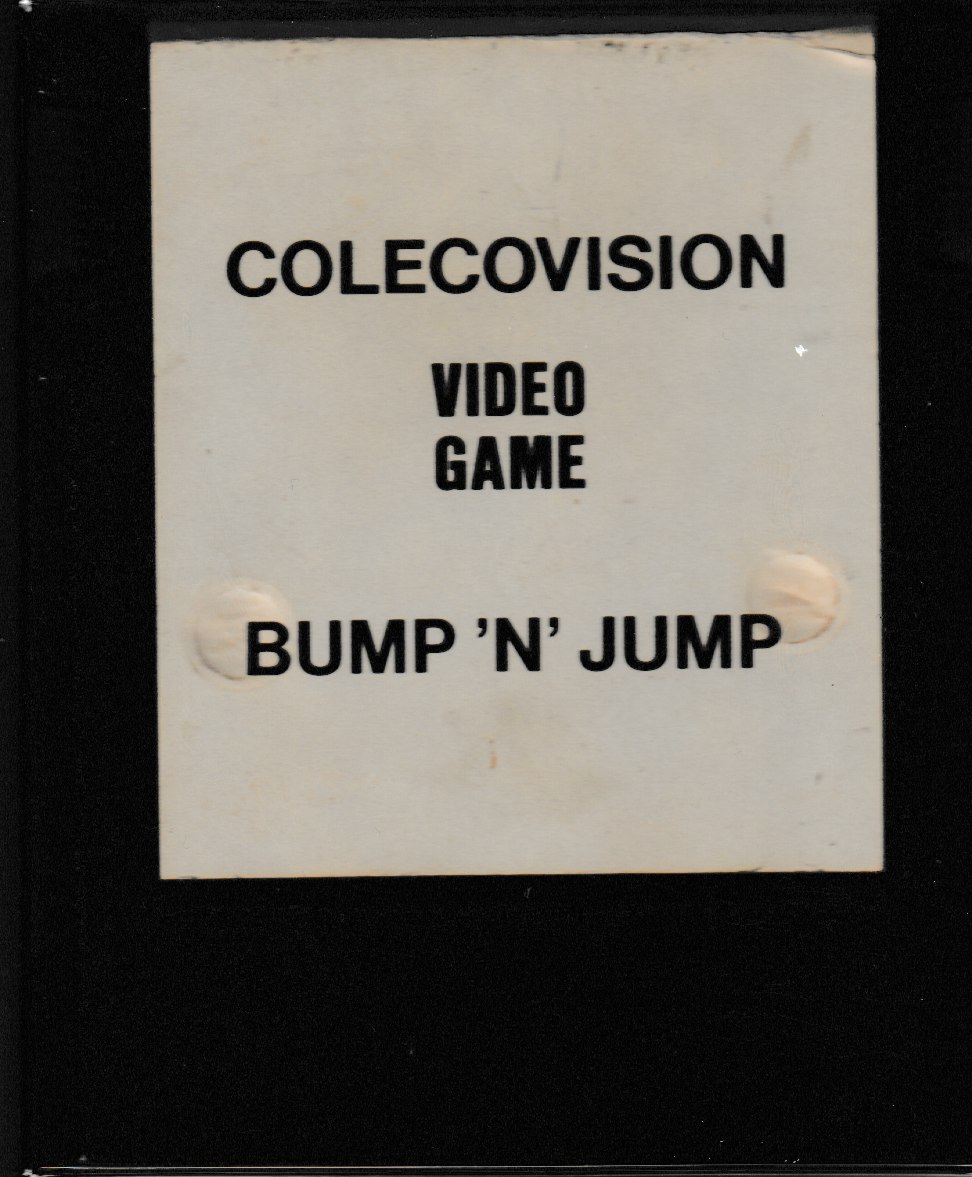 COLECOVISION
VIDEO
GAME
BUMP 'N' JUMP